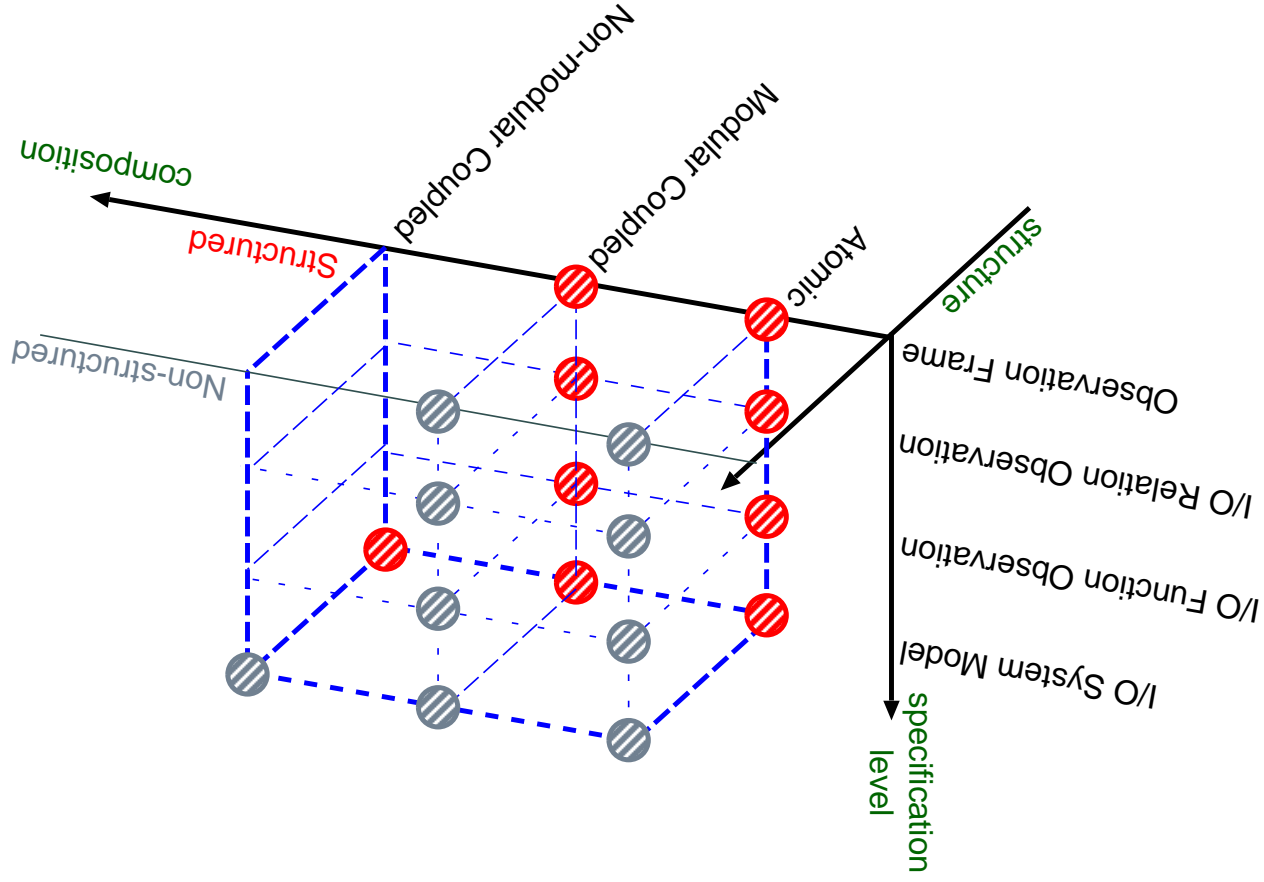 Non-modular Coupled
Modular Coupled
Atomic
composition
Structured
Non-structured
structure
Observation Frame
I/O Relation Observation
I/O Function Observation
I/O System Model
specification
level